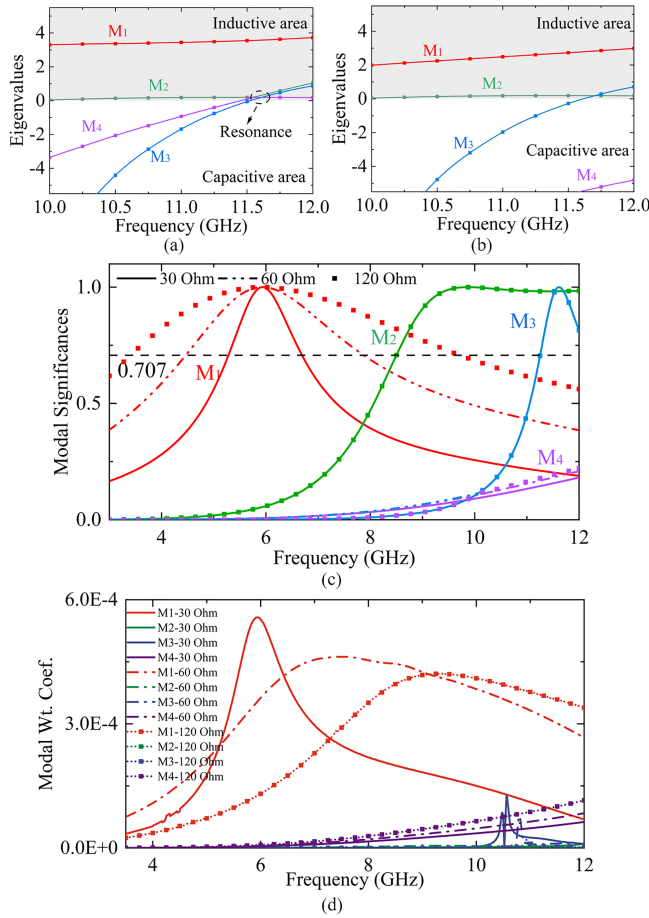 4
2
0
-2
-4
Eigenvalues
M1
M2
M4
M3
Inductive area
Resonance
Capacitive area
10.0 10.5 11.0 11.5 12.0
Frequency (GHz)
(a)
4
2
0
-2
-4
Eigenvalues
M1
M2
M3
M4
Inductive area
Capacitive area
10.0 10.5 11.0 11.5 12.0
Frequency (GHz)
(b)
30 Ohm 60 Ohm 120 Ohm
1.0
0.5
0.0
Modal Significances
0.707
M1
M2
M3
M4
4 6 8 10 12
Frequency (GHz)
(c)
6.0E-4
3.0E-4
0.0E+0
Modal Wt. Coef.
M1-30 Ohm
M2-30 Ohm
M3-30 Ohm
M4-30 Ohm
M1-60 Ohm
M2-60 Ohm
M3-60 Ohm
M4-60 Ohm
M1-120 Ohm
M2-120 Ohm
M3-120 Ohm
M4-120 Ohm
4 6 8 10 12
Frequency (GHz)
(d)